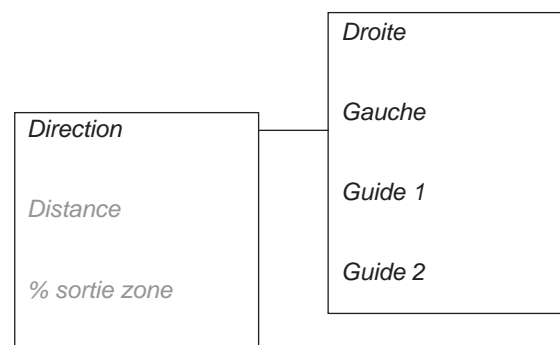 Direction
Distance
% sortie zone
Droite
Gauche
Guide 1
Guide 2